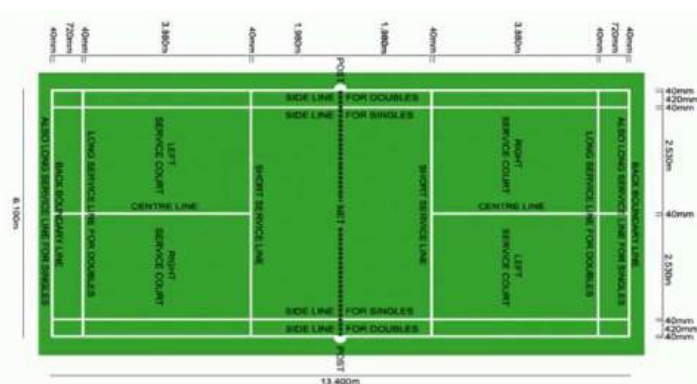 40mm
720mm
40mm
3.880m
40mm
1.980m
1.980m
40mm
3.880m
40mm
720mm
40mm
POST
SIDE LINE FOR DOUBLES
SIDE LINE FOR SINGLES
40mm
420mm
40mm
6.100m
ALSO LONG SERVICE LINE FOR SINGLES
BACK BOUNDARY LINE
LONG SERVICE LINE FOR DOUBLES
LEFT
SERVICE COURT
CENTRE LINE
RIGHT
SERVICE COURT
SHORT SERVICE LINE
NET
SHORT SERVICE LINE
RIGHT
SERVICE COURT
CENTRE LINE
LEFT
SERVICE COURT
LONG SERVICE LINE FOR DOUBLES
ALSO LONG SERVICE LINE FOR SINGLES
BACK BOUNDARY LINE
2.530m
40mm
2.530m
SIDE LINE FOR SINGLES
SIDE LINE FOR DOUBLES
40mm
420mm
40mm
POST
13.400m